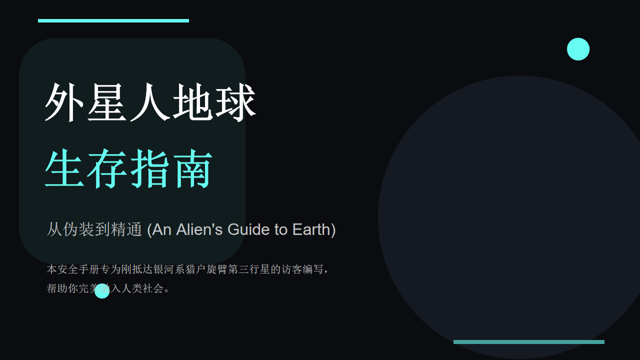 外星人地球
生存指南
从伪装到精通 (An Alien's Guide to Earth)
本安全手册专为刚抵达银河系猎户旋臂第三行星的访客编写，
帮助你完美入人类社会。